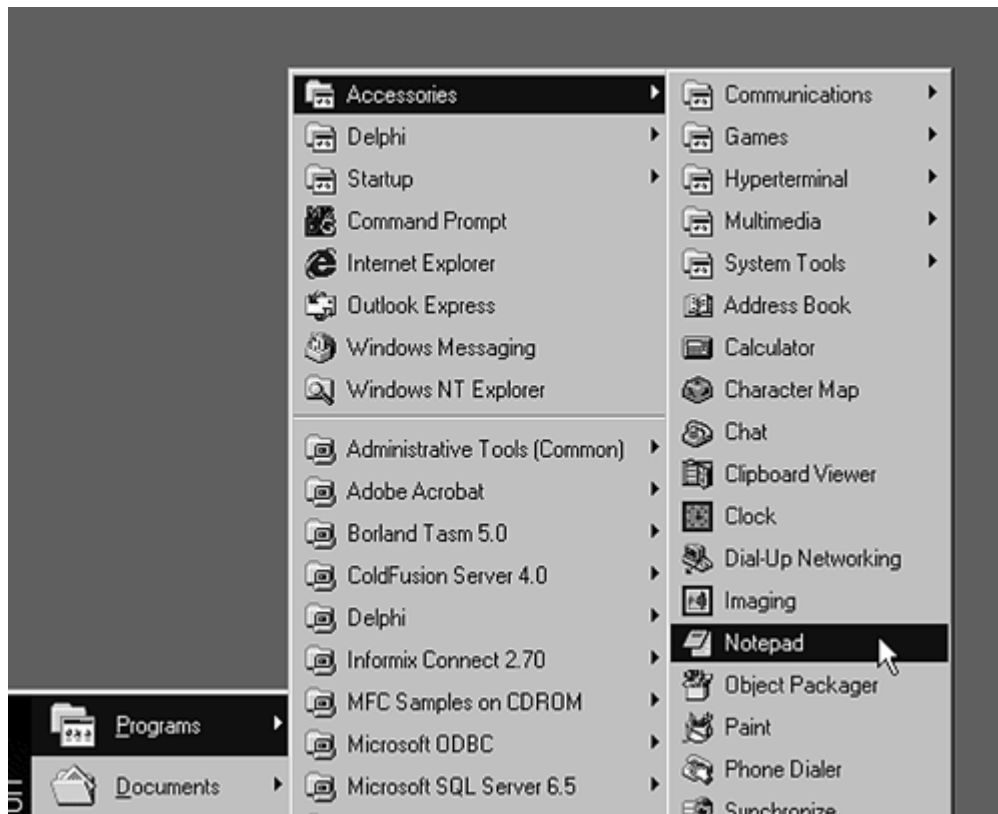 Accessories
Delphi
Startup
Command Prompt
Internet Explorer
Outlook Express
Windows Messaging
Windows NT Explorer
Administrative Tools (Common)
Adobe Acrobat
Borland Tasm 5.0
ColdFusion Server 4.0
Delphi
Informix Connect 2.70
MFC Samples on CDROM
Microsoft ODBC
Microsoft SQL Server 6.5
Communications
Games
Hyperterminal
Multimedia
System Tools
Address Book
Calculator
Character Map
Chat
Clipboard Viewer
Clock
Dial-Up Networking
Imaging
Notepad
Object Packager
Paint
Phone Dialer
Synchronize
Programs
Documents